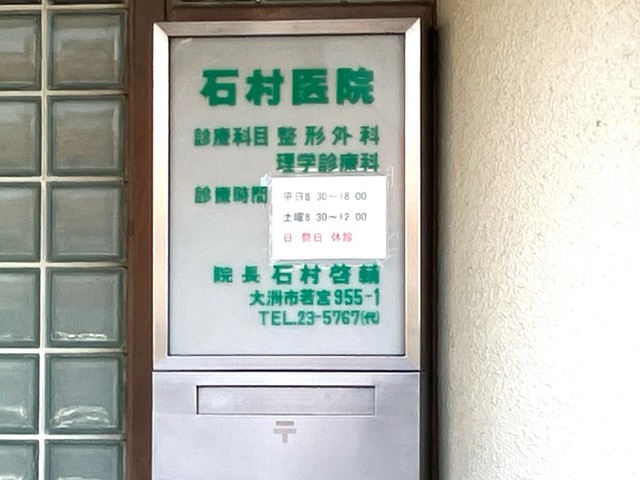 石村医院
診療科目 整形外科
理学診療科
診療時間
平日8 30〜18 00
土曜8 30〜12 00
日 祭日 休診
院長 石村啓輔
大洲市若宮955-1
TEL.23-5767(代)
〒